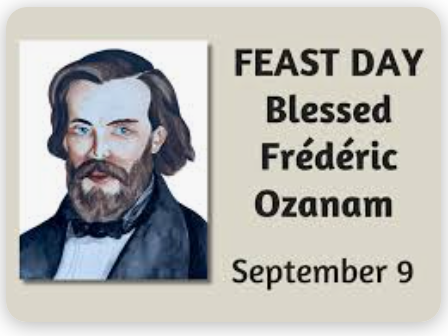 FEAST DAY
Blessed
Frédéric
Ozanam
September 9